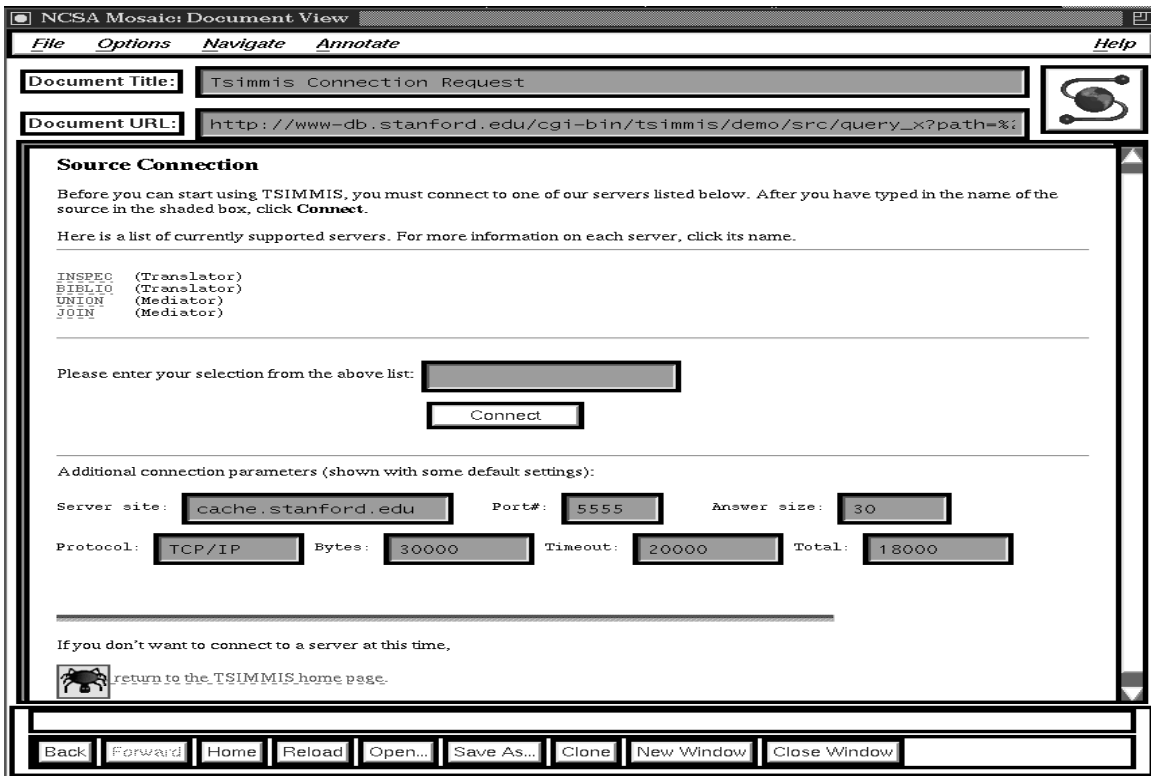 NCSA Mosaic: Document View
File Options Navigate Annotate Help
Document Title: Tsimmis Connection Request
Document URL: http://www-db.stanford.edu/cgi-bin/tsimmis/demo/src/query_x?path=%2
Source Connection
Before you can start using TSIMMIS, you must connect to one of our servers listed below. After you have typed in the name of the
source in the shaded box, click Connect.
Here is a list of currently supported servers. For more information on each server, click its name.
INSPEC (Translator)
BIBLIO (Translator)
UNION (Mediator)
JOIN (Mediator)
Please enter your selection from the above list:
Connect
Additional connection parameters (shown with some default settings):
Server site: cache.stanford.edu Port#: 5555 Answer size: 30
Protocol: TCP/IP Bytes: 30000 Timeout: 20000 Total: 18000
If you don't want to connect to a server at this time,
return to the TSIMMIS home page.
Back Forward Home Reload Open... Save As... Clone New Window Close Window